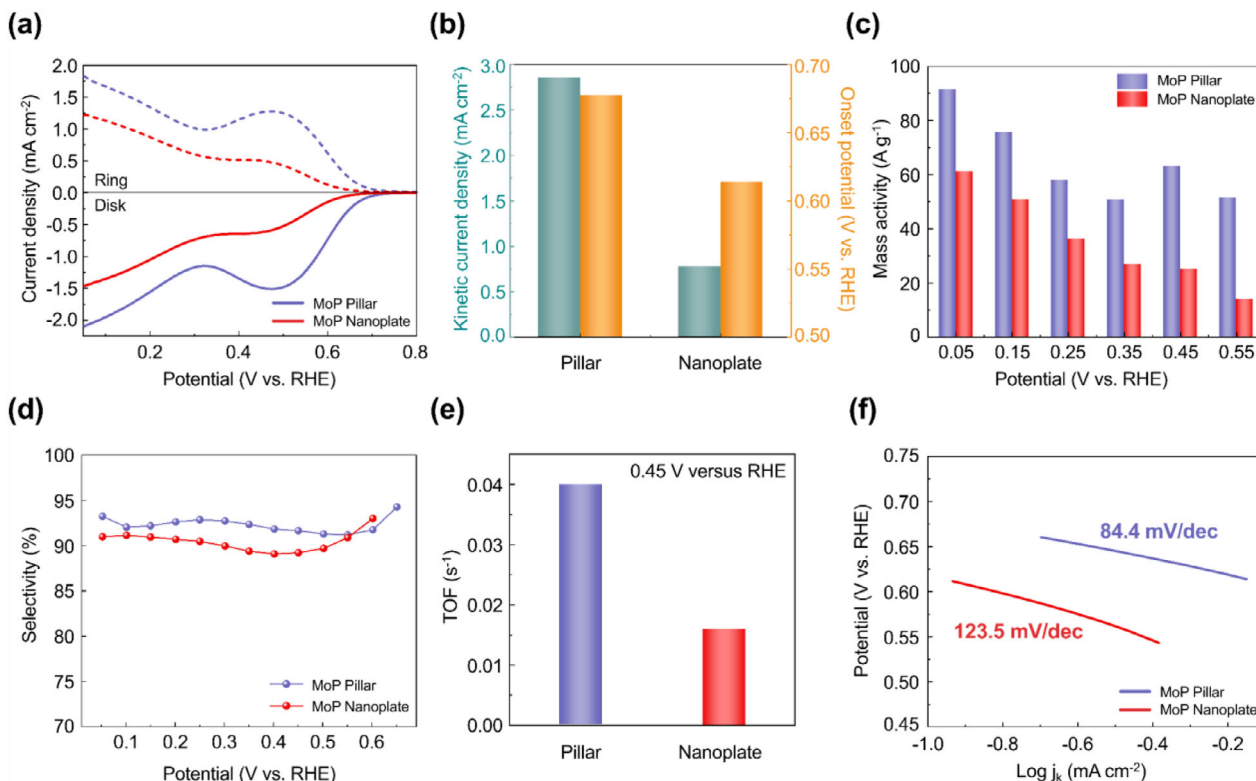 (a)
2.0
1.5
1.0
0.5
0.0
-0.5
-1.0
-1.5
-2.0
Current density (mA cm-2)
Ring
Disk
MoP Pillar
MoP Nanoplate
0.2 0.4 0.6 0.8
Potential (V vs. RHE)
(b)
3.0
2.5
2.0
1.5
1.0
0.5
0.0
Kinetic current density (mA cm-2)
0.70
0.65
0.60
0.55
0.50
Onset potential (V vs. RHE)
Pillar Nanoplate
(c)
100
80
60
40
20
0
Mass activity (A g-1)
MoP Pillar
MoP Nanoplate
0.05 0.15 0.25 0.35 0.45 0.55
Potential (V vs. RHE)
(d)
100
95
90
85
80
75
70
Selectivity (%)
MoP Pillar
MoP Nanoplate
0.1 0.2 0.3 0.4 0.5 0.6
Potential (V vs. RHE)
(e)
0.04
0.03
0.02
0.01
0.00
TOF (s-1)
0.45 V versus RHE
Pillar Nanoplate
(f)
0.75
0.70
0.65
0.60
0.55
0.50
0.45
Potential (V vs. RHE)
84.4 mV/dec
123.5 mV/dec
MoP Pillar
MoP Nanoplate
-1.0 -0.8 -0.6 -0.4 -0.2
Log jk (mA cm-2)